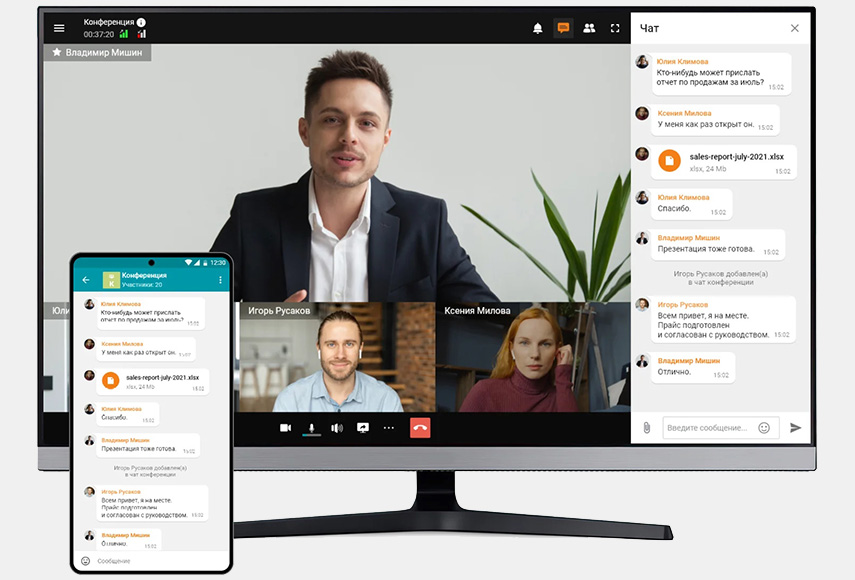 Конференция
00:37:20
Владимир Мишин
Игорь Русаков
Ксения Милова
Чат
Юлия Климова
Кто-нибудь может прислать
отчет по продажам за июль?
15:02
Ксения Милова
У меня как раз открыт он. 15:02
sales-report-july-2021.xlsx
xlsx, 24 Mb 15:02
Юлия Климова
Спасибо. 15:02
Владимир Мишин
Презентация тоже готова. 15:02
Игорь Русаков добавлен(а)
в чат конференции
Игорь Русаков
Всем привет, я на месте.
Прайс подготовлен
и согласован с руководством. 15:02
Владимир Мишин
Отлично. 15:02
Введите сообщение...
12:30
Конференция
Участники: 20
Юлия Климова
Кто-нибудь может прислать
отчет по продажам за июль?
15:02
Ксения Милова
У меня как раз открыт он.
sales-report-july-2021.xlsx
xlsx, 24 Mb 15:02
Юлия Климова
Спасибо. 15:02
Владимир Мишин
Презентация тоже готова. 15:02
Игорь Русаков добавлен(а)
в чат конференции
Игорь Русаков
Всем привет, я на месте.
Прайс подготовлен
и согласован с руководством. 15:02
Владимир Мишин
Отлично. 15:02
Сообщение